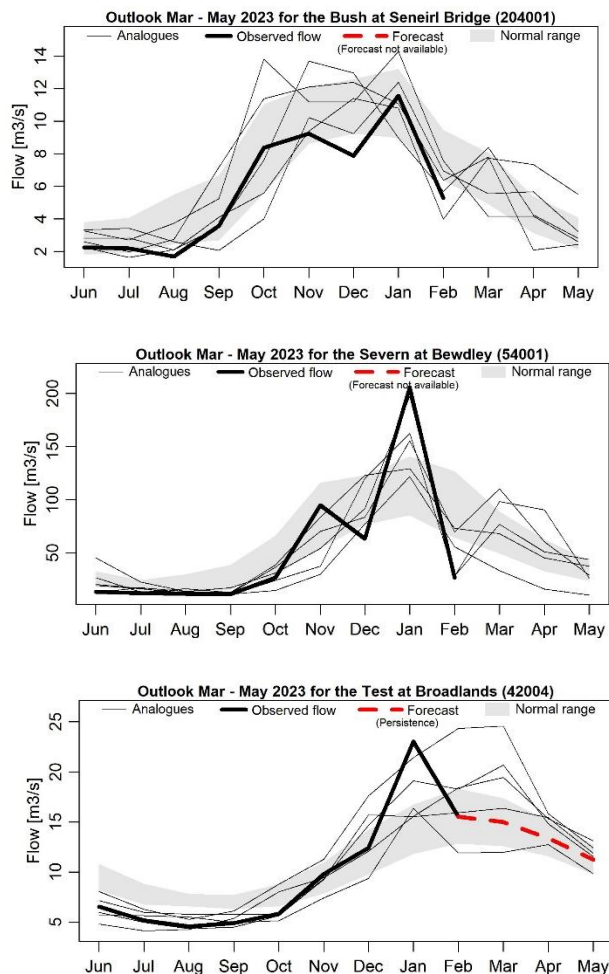 Outlook Mar - May 2023 for the Bush at Seneirl Bridge (204001)
Analogues Observed flow Forecast Normal range
(Forecast not available)
Flow [m3/s]
14
12
10
8
6
4
2
Jun Jul Aug Sep Oct Nov Dec Jan Feb Mar Apr May
Outlook Mar - May 2023 for the Severn at Bewdley (54001)
Analogues Observed flow Forecast Normal range
(Forecast not available)
Flow [m3/s]
200
150
100
50
Jun Jul Aug Sep Oct Nov Dec Jan Feb Mar Apr May
Outlook Mar - May 2023 for the Test at Broadlands (42004)
Analogues Observed flow Forecast Normal range
(Persistence)
Flow [m3/s]
25
20
15
10
5
Jun Jul Aug Sep Oct Nov Dec Jan Feb Mar Apr May